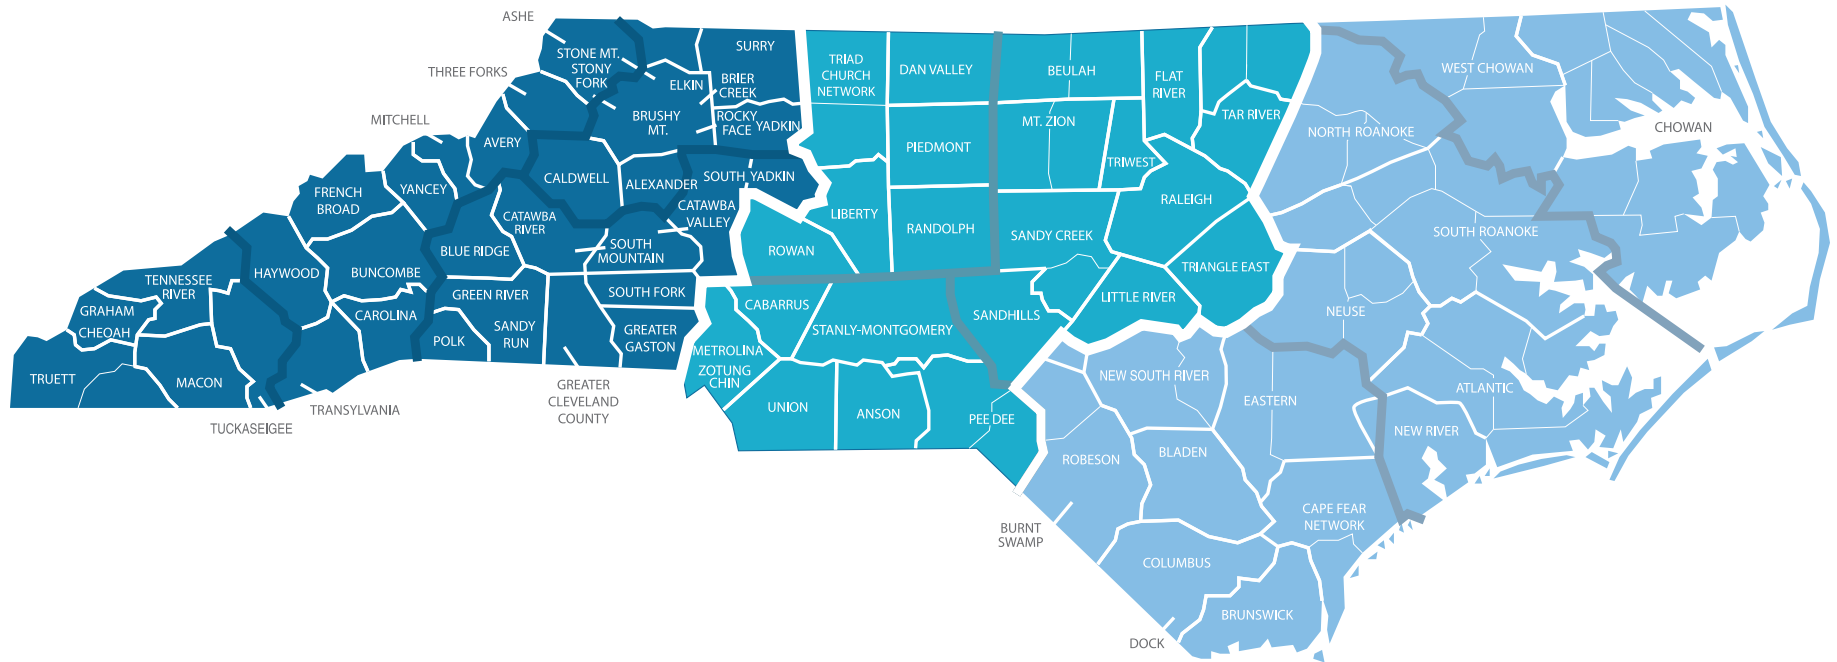 ASHE
THREE FORKS
MITCHELL
STONE MT.
STONY
FORK
SURRY
ELKIN
BRIER
CREEK
BRUSHY
MT.
ROCKY
FACE
YADKIN
AVERY
CALDWELL
ALEXANDER
SOUTH YADKIN
CATAWBA
VALLEY
YANCEY
FRENCH
BROAD
CATAWBA
RIVER
BLUE RIDGE
SOUTH
MOUNTAIN
BUNCOMBE
HAYWOOD
TENNESSEE
RIVER
GRAHAM
CHEOAH
TRUETT
MACON
CAROLINA
GREEN RIVER
POLK
SANDY
RUN
SOUTH FORK
GREATER
GASTON
TUCKASEIGEE
TRANSYLVANIA
GREATER
CLEVELAND
COUNTY
TRIAD
CHURCH
NETWORK
DAN VALLEY
BEULAH
FLAT
RIVER
TAR RIVER
PIEDMONT
MT. ZION
TRIWEST
RALEIGH
LIBERTY
RANDOLPH
SANDY CREEK
ROWAN
TRIANGLE EAST
LITTLE RIVER
CABARRUS
STANLY-MONTGOMERY
SANDHILLS
METROLINA
ZOTUNG
CHIN
UNION
ANSON
PEE DEE
WEST CHOWAN
CHOWAN
NORTH ROANOKE
SOUTH ROANOKE
NEUSE
NEW SOUTH RIVER
EASTERN
ATLANTIC
NEW RIVER
ROBESON
BLADEN
CAPE FEAR
NETWORK
BURNT
SWAMP
COLUMBUS
BRUNSWICK
DOCK